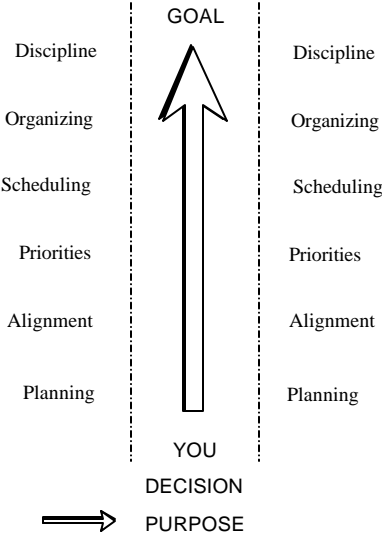 GOAL
Discipline Discipline
Organizing Organizing
Scheduling Scheduling
Priorities Priorities
Alignment Alignment
Planning Planning
YOU
DECISION
PURPOSE